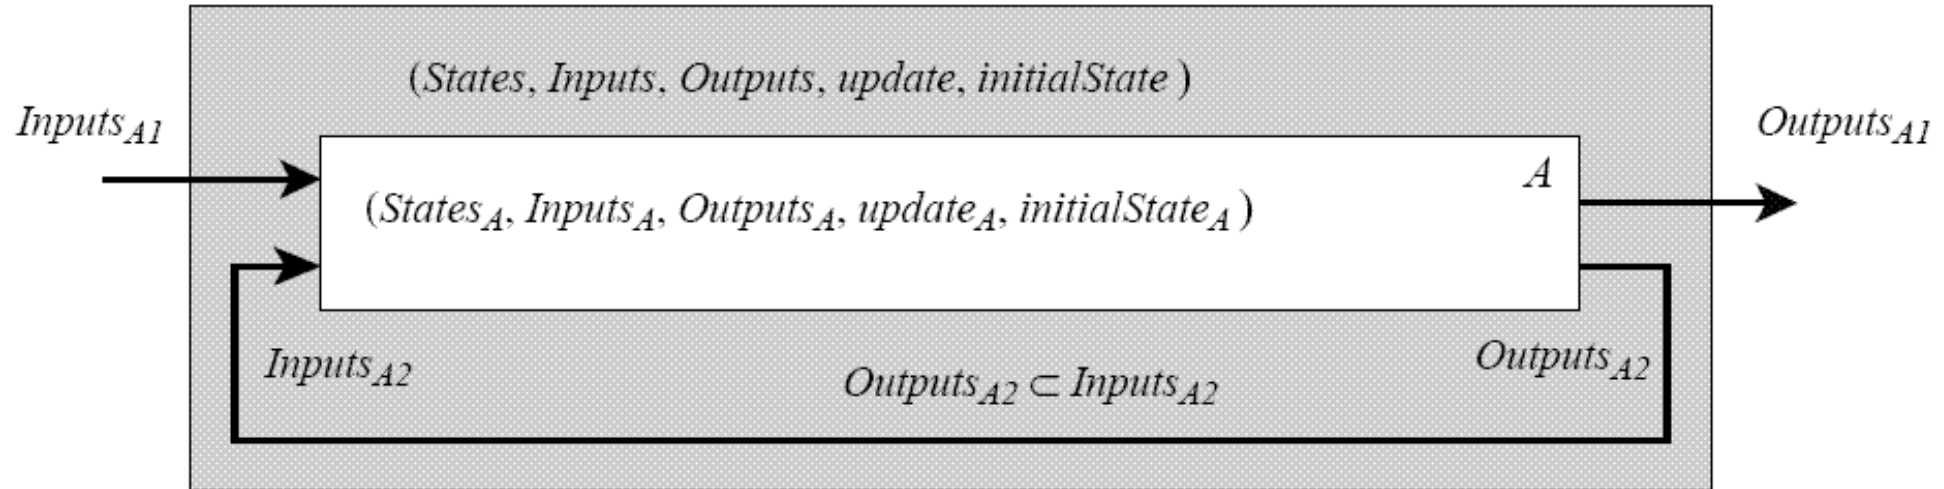 (States, Inputs, Outputs, update, initialState )
Inputs_A1
Outputs_A1
A
(States_A, Inputs_A, Outputs_A, update_A, initialState_A )
Inputs_A2
Outputs_A2 ⊂ Inputs_A2
Outputs_A2